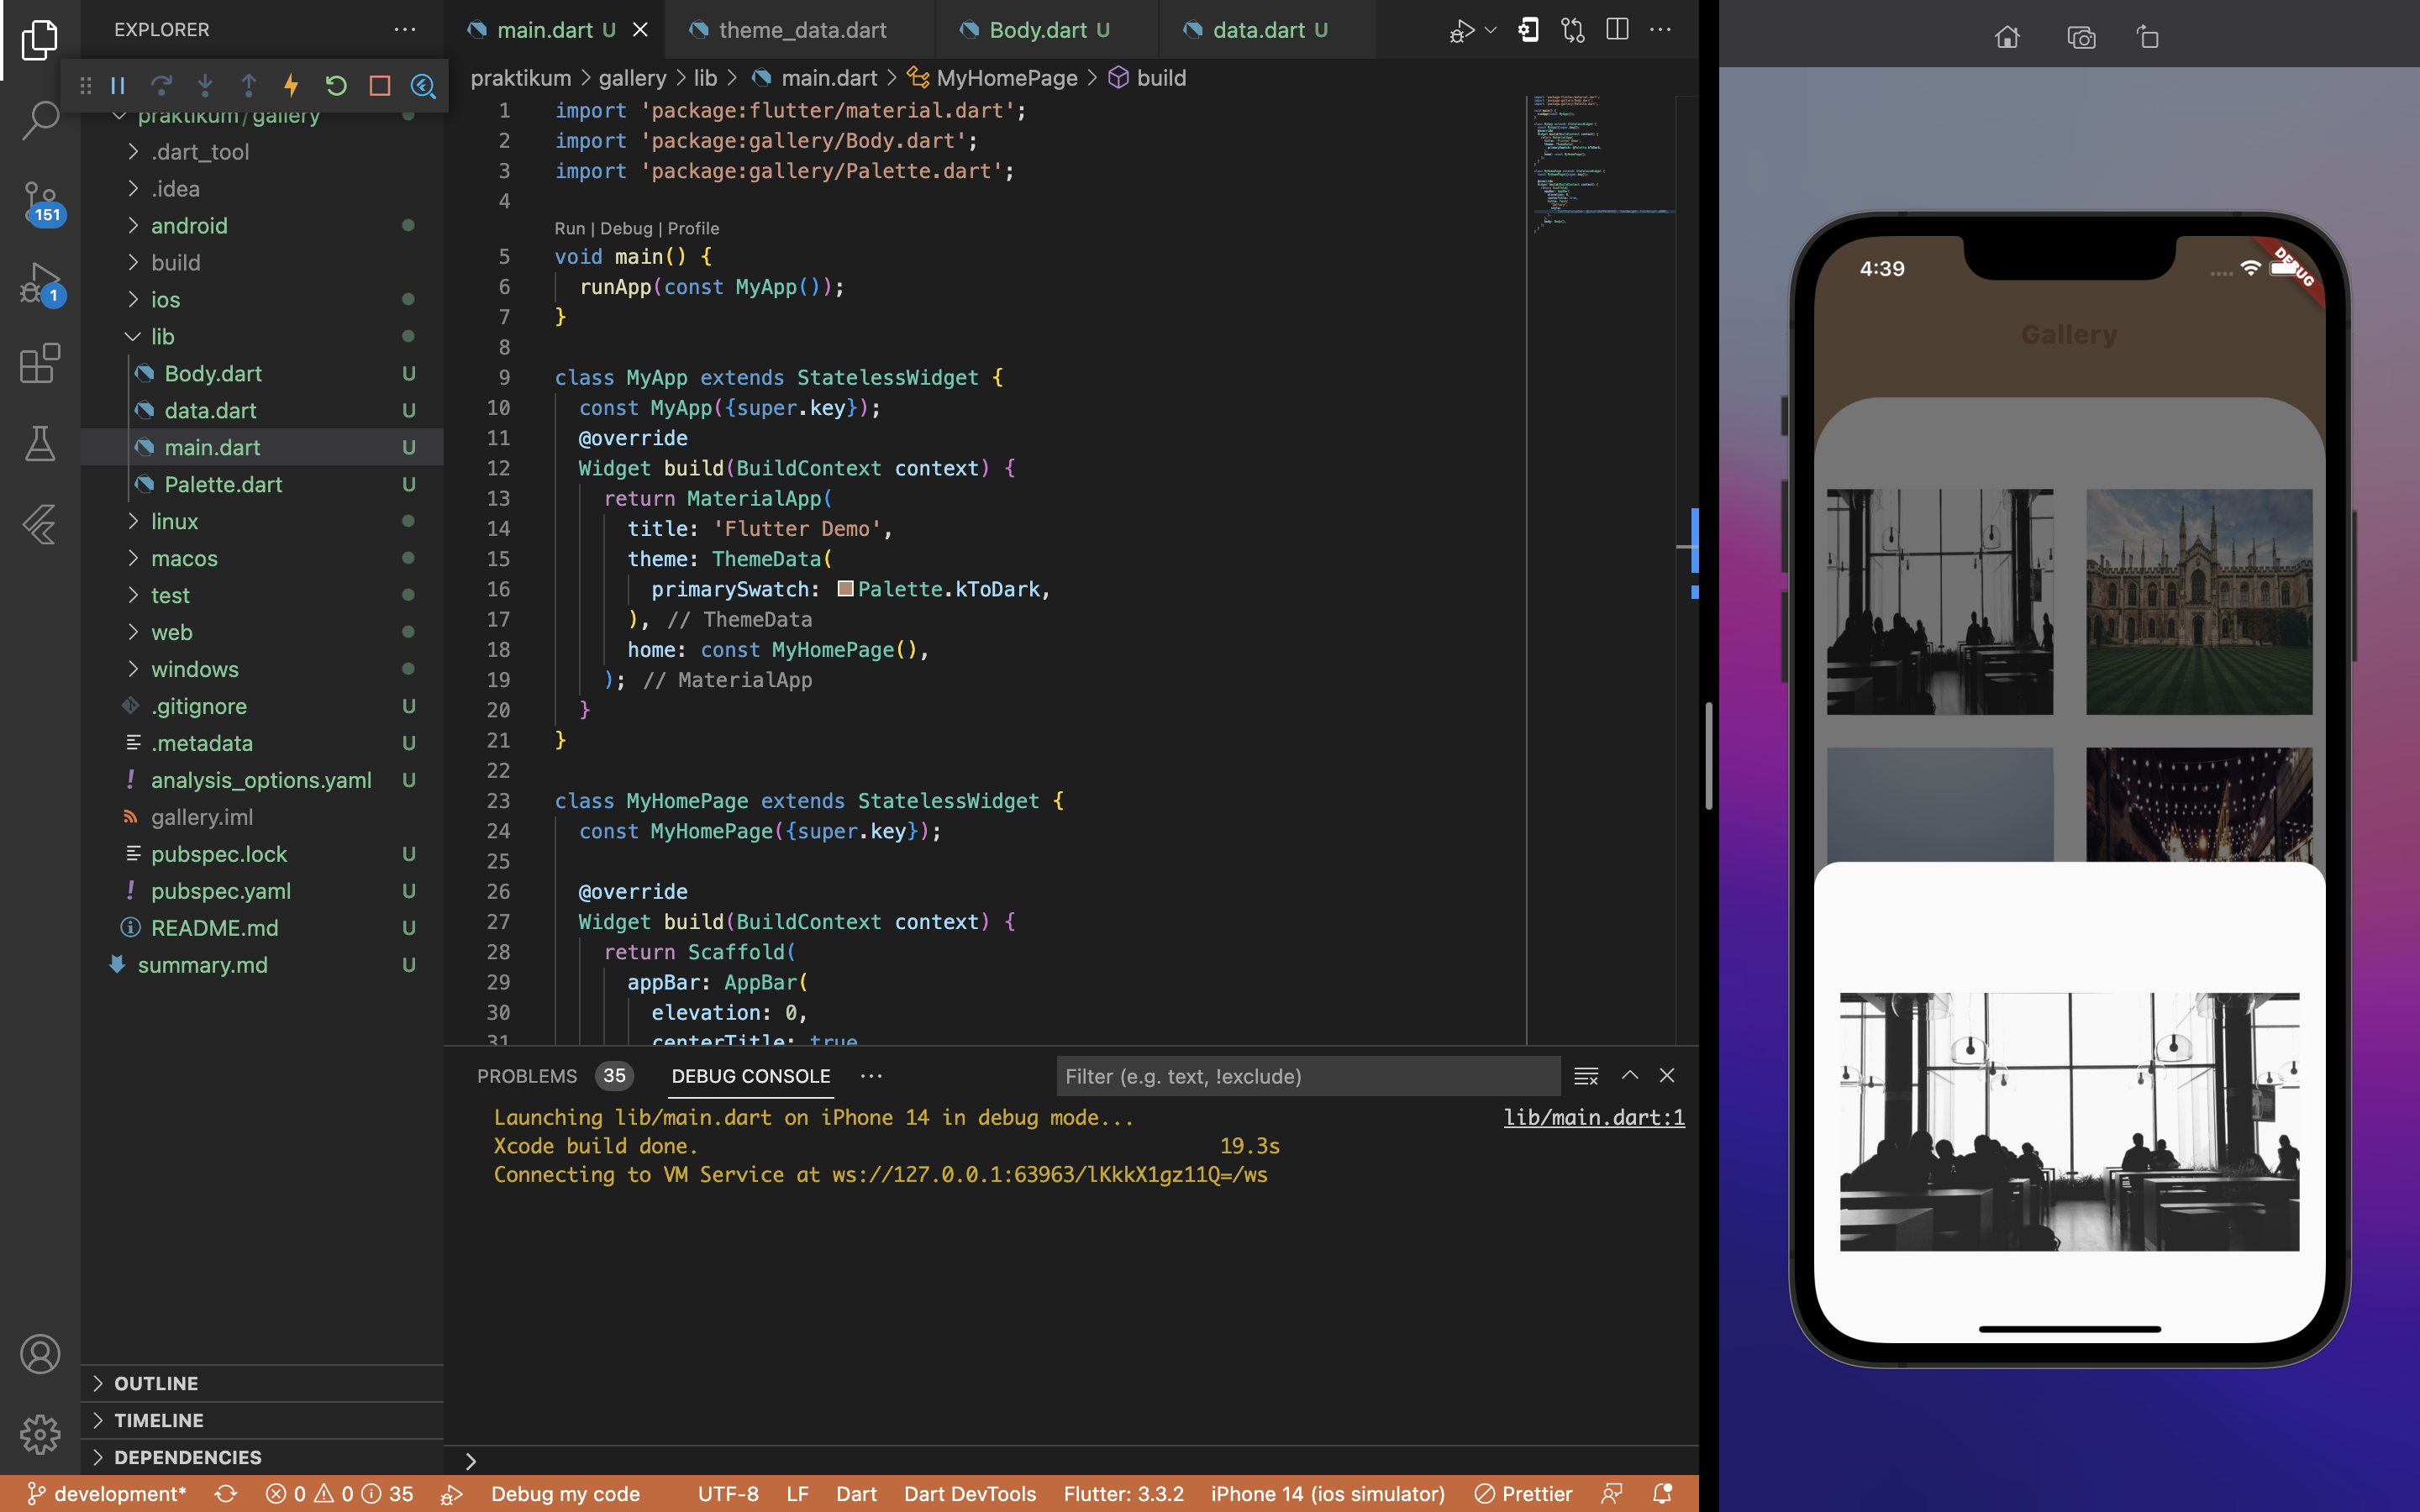 EXPLORER
praktikum/gallery
.dart_tool
.idea
android
build
ios
lib
Body.dart U
data.dart U
main.dart U
Palette.dart U
linux
macos
test
web
windows
.gitignore U
.metadata U
analysis_options.yaml U
gallery.iml
pubspec.lock U
pubspec.yaml U
README.md U
summary.md U
OUTLINE
TIMELINE
DEPENDENCIES
151
1
main.dart U
theme_data.dart
Body.dart U
data.dart U
praktikum > gallery > lib > main.dart > MyHomePage > build
1 import 'package:flutter/material.dart';
2 import 'package:gallery/Body.dart';
3 import 'package:gallery/Palette.dart';
4
Run | Debug | Profile
5 void main() {
6 runApp(const MyApp());
7 }
8
9 class MyApp extends StatelessWidget {
10 const MyApp({super.key});
11 @override
12 Widget build(BuildContext context) {
13 return MaterialApp(
14 title: 'Flutter Demo',
15 theme: ThemeData(
16 primarySwatch: Palette.kToDark,
17 ), // ThemeData
18 home: const MyHomePage(),
19 ); // MaterialApp
20 }
21 }
22
23 class MyHomePage extends StatelessWidget {
24 const MyHomePage({super.key});
25
26 @override
27 Widget build(BuildContext context) {
28 return Scaffold(
29 appBar: AppBar(
30 elevation: 0,
31 centerTitle: true
PROBLEMS 35 DEBUG CONSOLE
Filter (e.g. text, !exclude)
Launching lib/main.dart on iPhone 14 in debug mode... lib/main.dart:1
Xcode build done. 19.3s
Connecting to VM Service at ws://127.0.0.1:63963/lKkkX1gz11Q=/ws
development* 0 0 35 Debug my code UTF-8 LF Dart Dart DevTools Flutter: 3.3.2 iPhone 14 (ios simulator) Prettier
4:39
DEBUG
Gallery